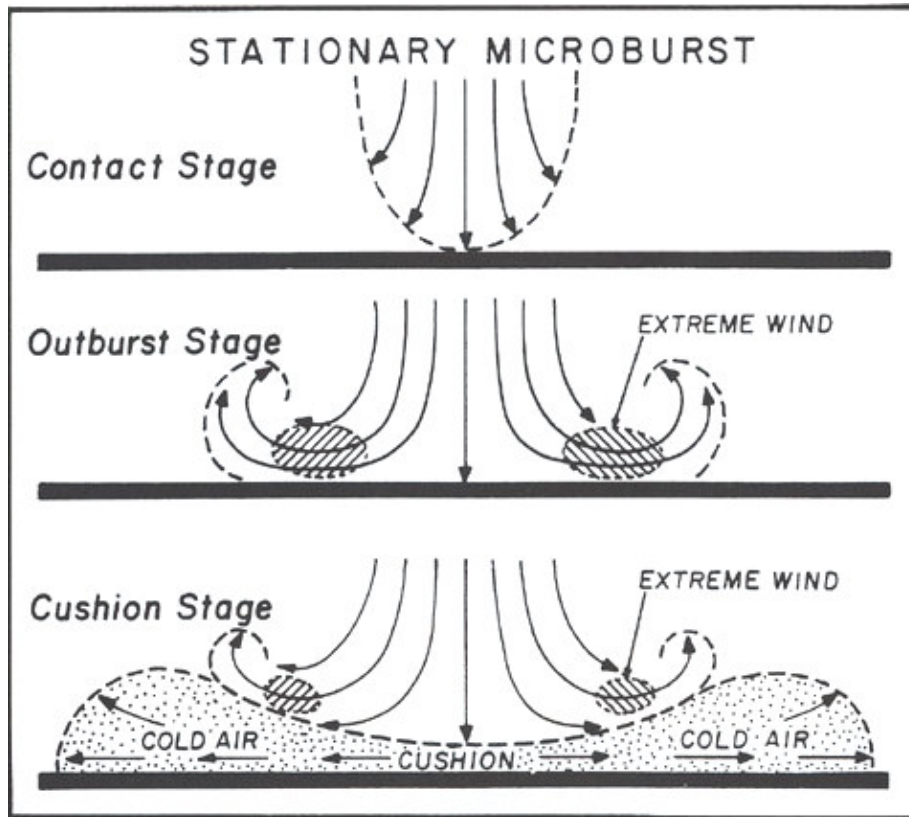 STATIONARY MICROBURST
Contact Stage
EXTREME WIND
Outburst Stage
EXTREME WIND
Cushion Stage
COLD AIR
COLD AIR
CUSHION